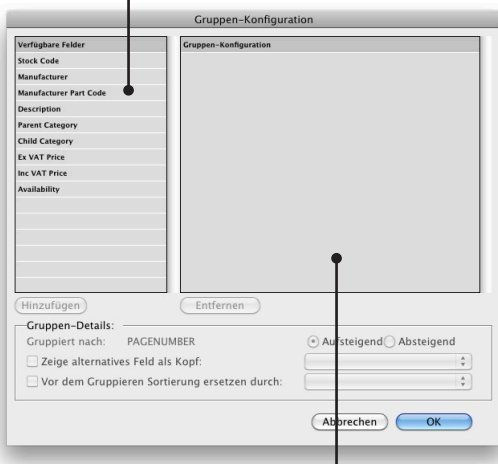 Gruppen-Konfiguration
Verfügbare Felder
Stock Code
Manufacturer
Manufacturer Part Code
Description
Parent Category
Child Category
Ex VAT Price
Inc VAT Price
Availability
Gruppen-Konfiguration
Hinzufügen
Entfernen
Gruppen-Details:
Gruppiert nach: PAGENUMBER Aufsteigend Absteigend
Zeige alternatives Feld als Kopf:
Vor dem Gruppieren Sortierung ersetzen durch:
Abbrechen OK